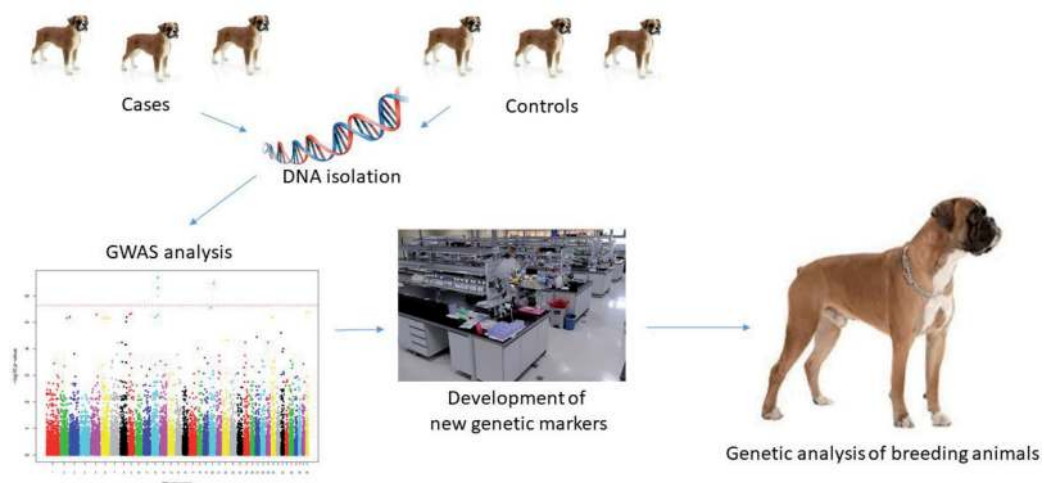 Cases
Controls
DNA isolation
GWAS analysis
Development of
new genetic markers
Genetic analysis of breeding animals